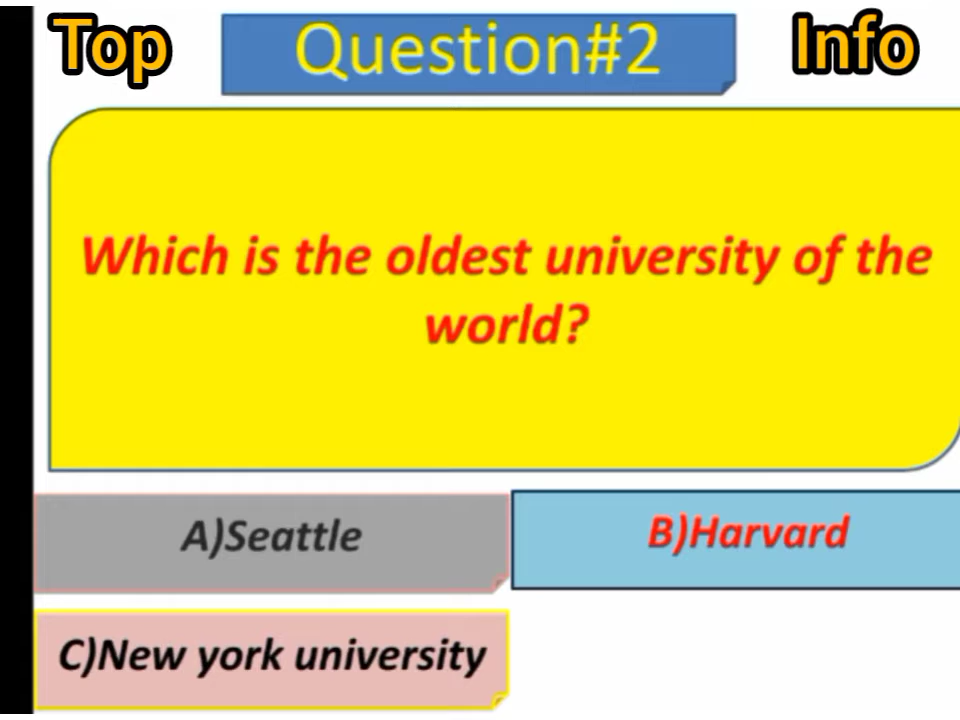 Top
Question#2
Info
Which is the oldest university of the
world?
A)Seattle
B)Harvard
C)New york university